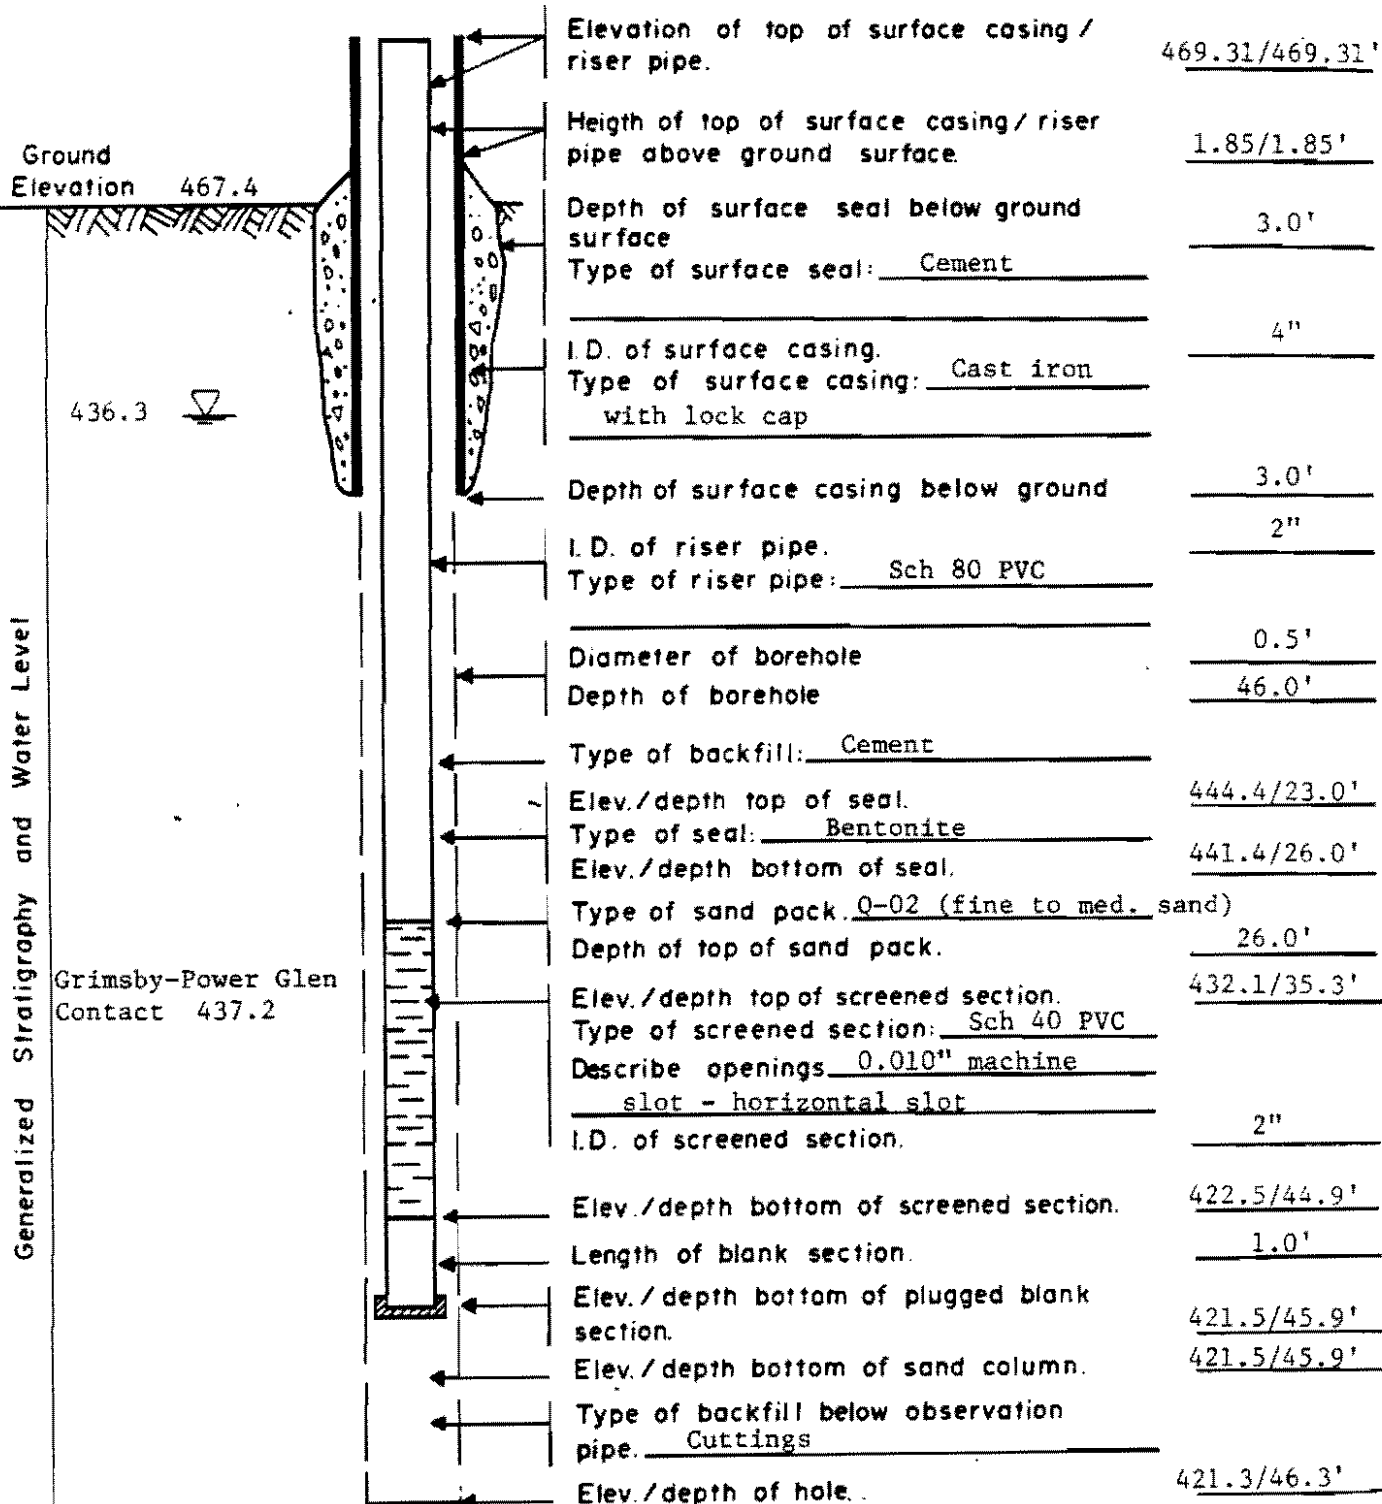 Elevation of top of surface casing /
riser pipe.
469.31/469.31'
Heigth of top of surface casing / riser
pipe above ground surface.
1.85/1.85'
Ground
Elevation 467.4
Depth of surface seal below ground
surface
3.0'
Type of surface seal: Cement
I.D. of surface casing.
4"
Type of surface casing: Cast iron
with lock cap
436.3
Depth of surface casing below ground
3.0'
I.D. of riser pipe.
2"
Type of riser pipe: Sch 80 PVC
Diameter of borehole
0.5'
Depth of borehole
46.0'
Type of backfill: Cement
Elev./depth top of seal.
444.4/23.0'
Type of seal: Bentonite
Elev./depth bottom of seal.
441.4/26.0'
Type of sand pack. Q-02 (fine to med. sand)
Depth of top of sand pack.
26.0'
Grimsby-Power Glen
Contact 437.2
Elev./depth top of screened section.
432.1/35.3'
Type of screened section: Sch 40 PVC
Describe openings 0.010" machine
slot - horizontal slot
I.D. of screened section.
2"
Elev./depth bottom of screened section.
422.5/44.9'
Length of blank section.
1.0'
Elev./depth bottom of plugged blank
section.
421.5/45.9'
Elev./depth bottom of sand column.
421.5/45.9'
Type of backfill below observation
pipe. Cuttings
Elev./depth of hole.
421.3/46.3'
Generalized Stratigraphy and Water Level